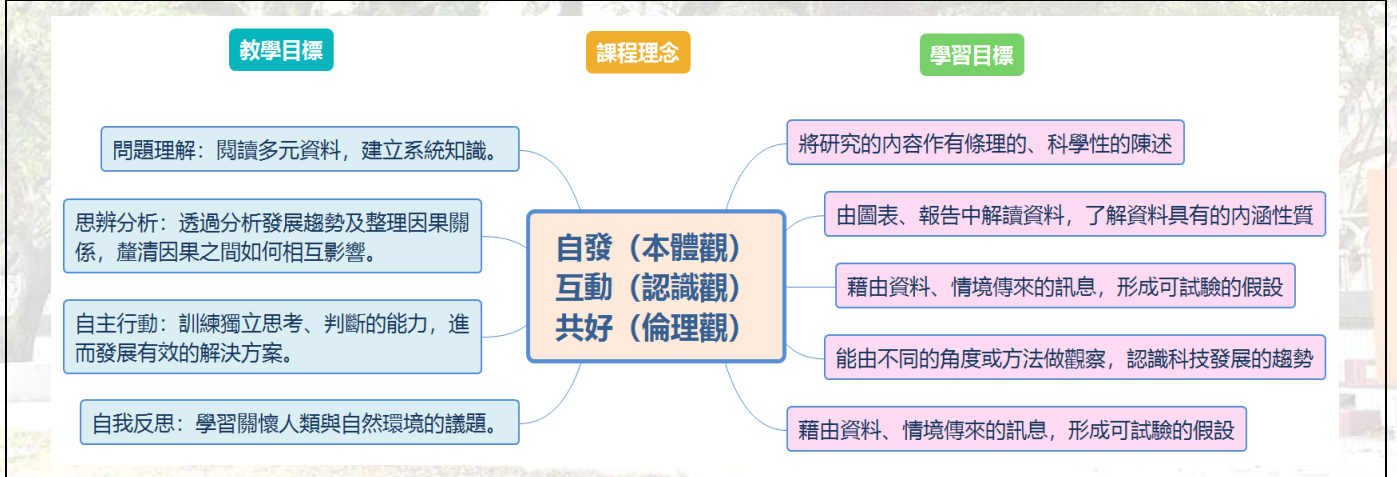 教學目標
課程理念
學習目標
問題理解：閱讀多元資料，建立系統知識。
思辨分析：透過分析發展趨勢及整理因果關
係，釐清因果之間如何相互影響。
自主行動：訓練獨立思考、判斷的能力，進
而發展有效的解決方案。
自我反思：學習關懷人類與自然環境的議題。
自發（本體觀）
互動（認識觀）
共好（倫理觀）
將研究的內容作有條理的、科學性的陳述
由圖表、報告中解讀資料，了解資料具有的內涵性質
藉由資料、情境傳來的訊息，形成可試驗的假設
能由不同的角度或方法做觀察，認識科技發展的趨勢
藉由資料、情境傳來的訊息，形成可試驗的假設